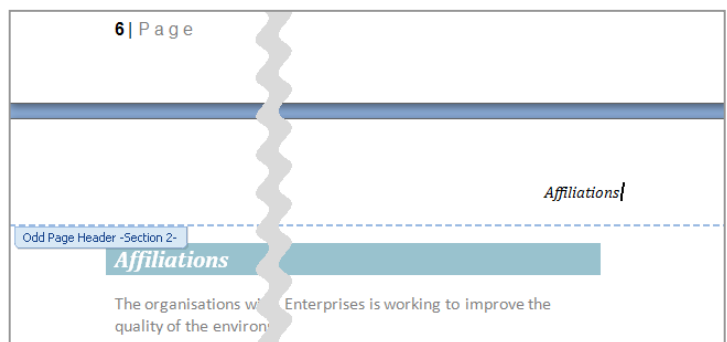 6 | Page
Affiliations
Odd Page Header -Section 2-
Affiliations
The organisations Enterprises is working to improve the
quality of the